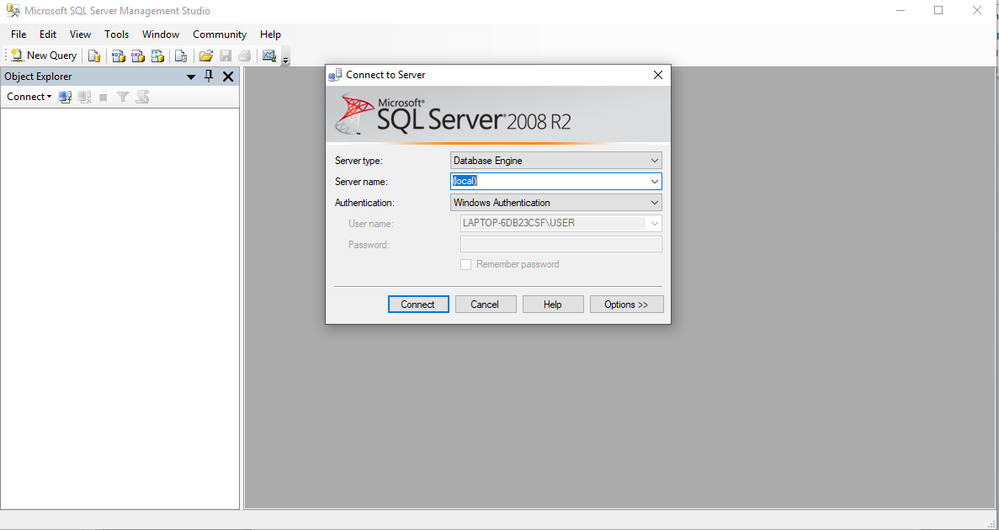 Microsoft SQL Server Management Studio
File Edit View Tools Window Community Help
New Query
Object Explorer
Connect
Connect to Server
Microsoft®
SQL Server® 2008 R2
Server type: Database Engine
Server name: (local)
Authentication: Windows Authentication
User name: LAPTOP-6DB23CSF\USER
Password:
Remember password
Connect Cancel Help Options >>